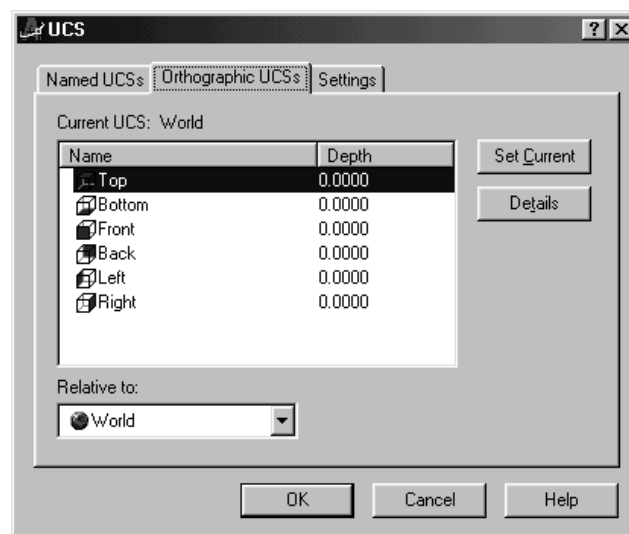 UCS
Named UCSs Orthographic UCSs Settings
Current UCS: World
Name Depth
Top 0.0000
Bottom 0.0000
Front 0.0000
Back 0.0000
Left 0.0000
Right 0.0000
Set Current
Details
Relative to:
World
OK Cancel Help